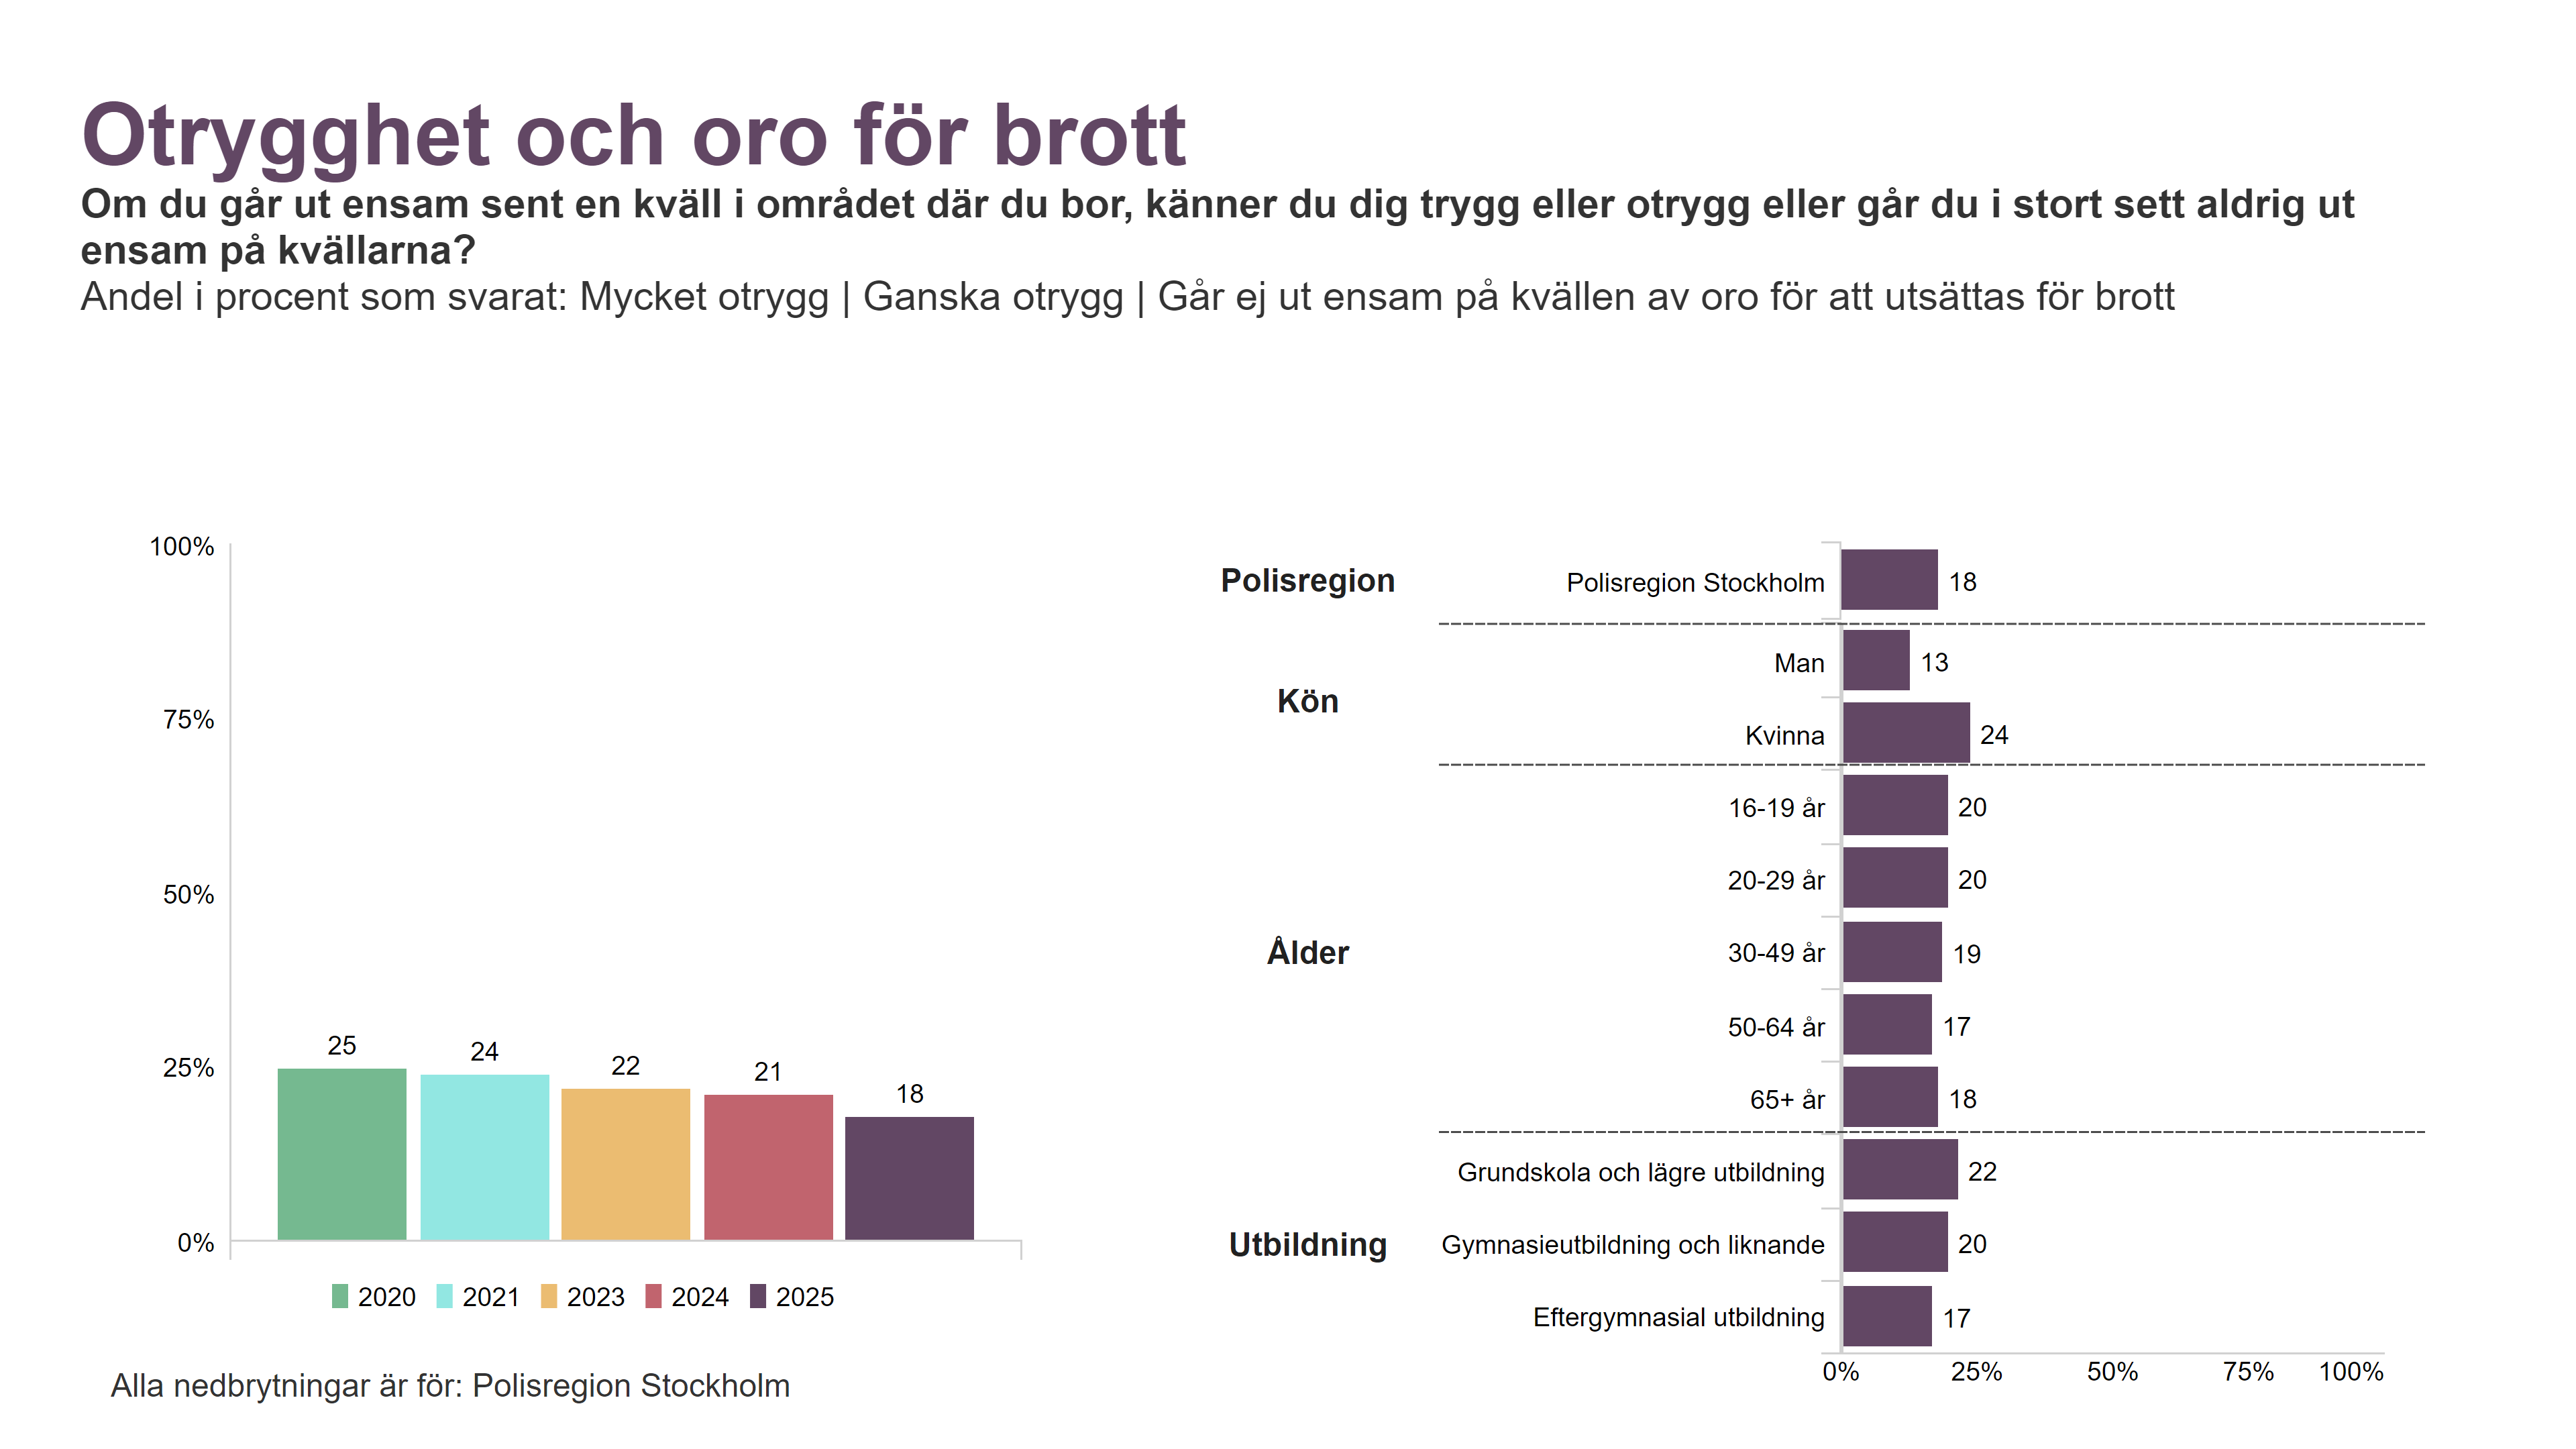 Otrygghet och oro för brott
Om du går ut ensam sent en kväll i området där du bor, känner du dig trygg eller otrygg eller går du i stort sett aldrig ut
ensam på kvällarna?
Andel i procent som svarat: Mycket otrygg | Ganska otrygg | Går ej ut ensam på kvällen av oro för att utsättas för brott
100%
75%
50%
25%
0%
25
24
22
21
18
2020 2021 2023 2024 2025
Alla nedbrytningar är för: Polisregion Stockholm
Polisregion
Polisregion Stockholm 18
Kön
Man 13
Kvinna 24
Ålder
16-19 år 20
20-29 år 20
30-49 år 19
50-64 år 17
65+ år 18
Utbildning
Grundskola och lägre utbildning 22
Gymnasieutbildning och liknande 20
Eftergymnasial utbildning 17
0% 25% 50% 75% 100%